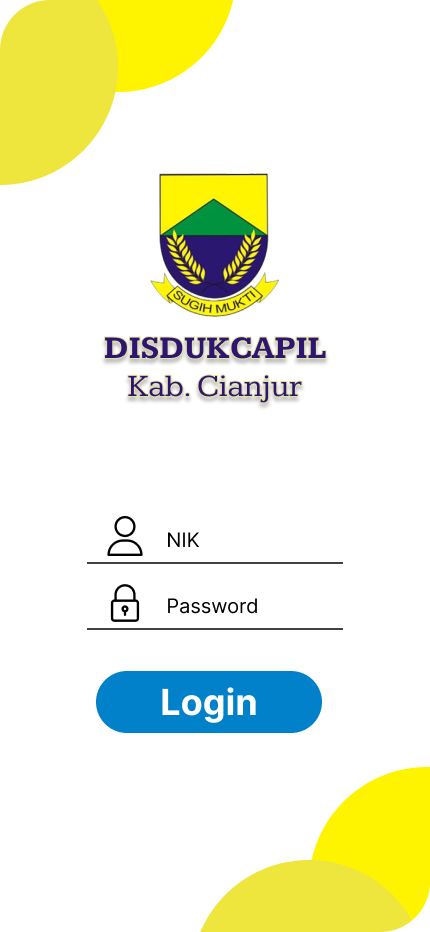 SUGIH MUKTI
DISDUKCAPIL
Kab. Cianjur
NIK
Password
Login